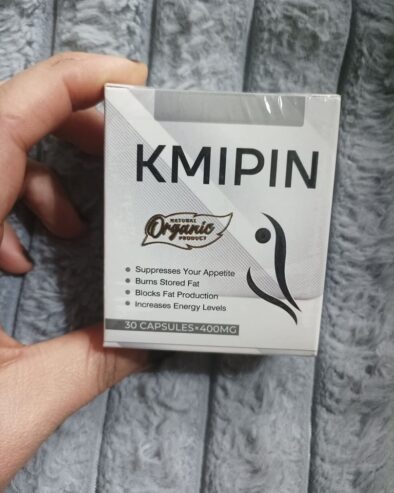 KMIPIN
NATURAL
Organic
PRODUCT
Suppresses Your Appetite
Burns Stored Fat
Blocks Fat Production
Increases Energy Levels
30 CAPSULES*400MG